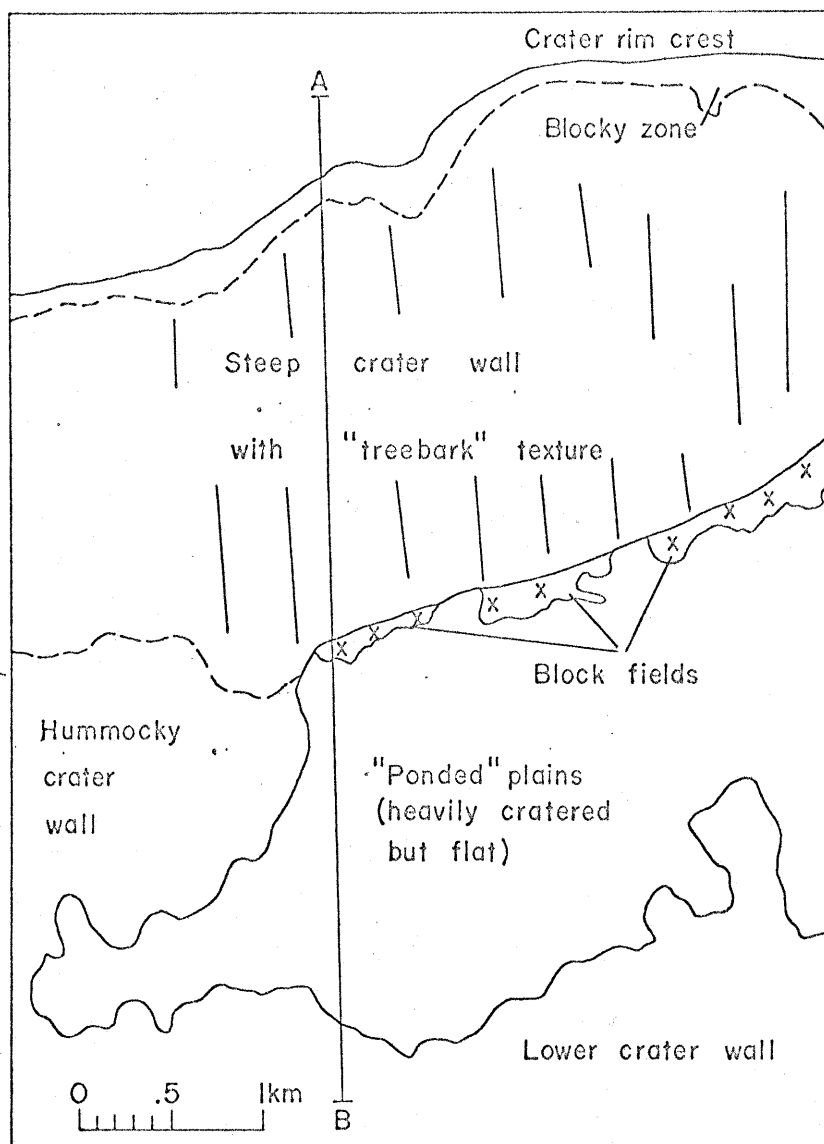 Crater rim crest
A
Blocky zone
Steep crater wall
with "treebark" texture
x x x x x x x x x
Block fields
Hummocky
crater
wall
"Ponded" plains
(heavily cratered
but flat)
Lower crater wall
0 .5 1km
B